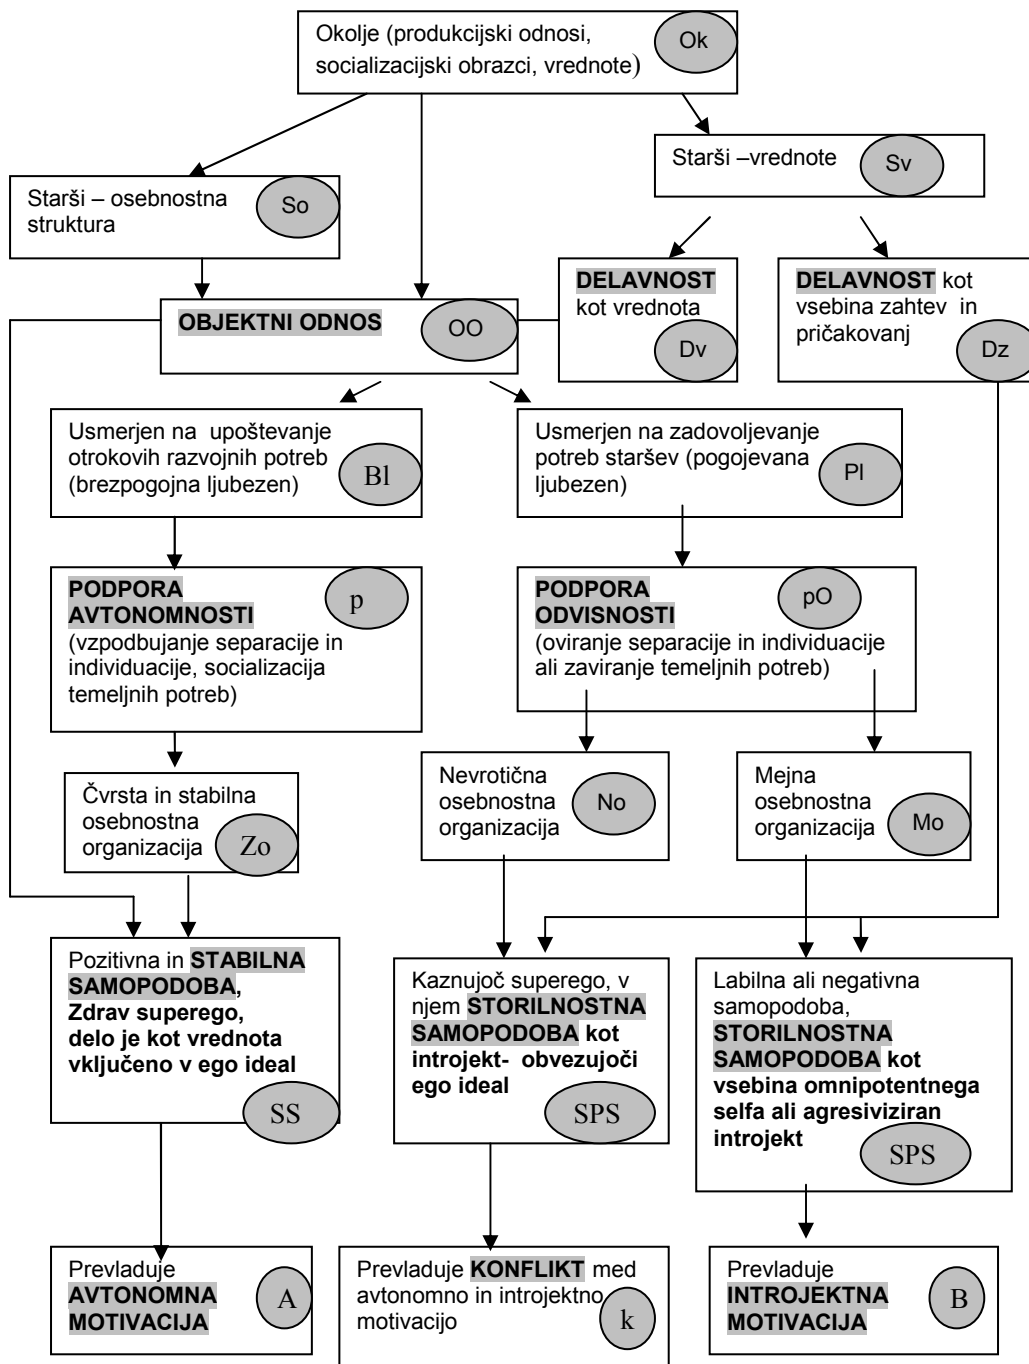 Okolje (produkcijski odnosi,
socializacijski obrazci, vrednote)
Ok
Starši –vrednote
Sv
Starši – osebnostna
struktura
So
OBJEKTNI ODNOS
OO
DELAVNOST
kot vrednota
Dv
DELAVNOST kot
vsebina zahtev in
pričakovanj
Dz
Usmerjen na upoštevanje
otrokovih razvojnih potreb
(brezpogojna ljubezen)
Bl
Usmerjen na zadovoljevanje
potreb staršev (pogojevana
ljubezen)
Pl
PODPORA
AVTONOMNOSTI
(vzpodbujanje separacije in
individuacije, socializacija
temeljnih potreb)
p
PODPORA
ODVISNOSTI
(oviranje separacije in individuacije
ali zaviranje temeljnih potreb)
pO
Čvrsta in stabilna
osebnostna
organizacija
Zo
Nevrotična
osebnostna
organizacija
No
Mejna
osebnostna
organizacija
Mo
Pozitivna in STABILNA
SAMOPODOBA,
Zdrav superego,
delo je kot vrednota
vključeno v ego ideal
SS
Kaznujoč superego, v
njem STORILNOSTNA
SAMOPODOBA kot
introjekt- obvezujoči
ego ideal
SPS
Labilna ali negativna
samopodoba,
STORILNOSTNA
SAMOPODOBA kot
vsebina omnipotentnega
selfa ali agresiviziran
introjekt
SPS
Prevladuje
AVTONOMNA
MOTIVACIJA
A
Prevladuje KONFLIKT med
avtonomno in introjektno
motivacijo
k
Prevladuje
INTROJEKTNA
MOTIVACIJA
B